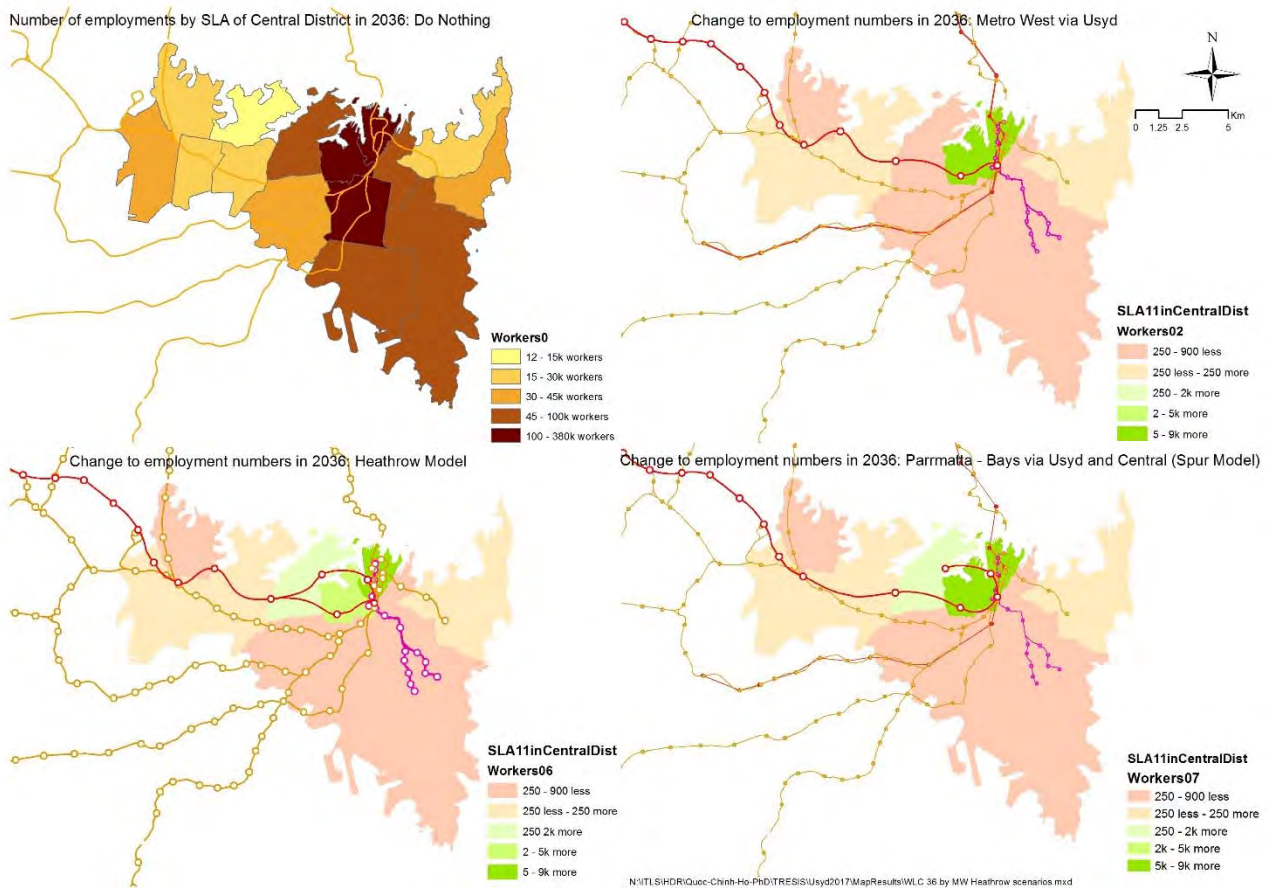 Number of employments by SLA of Central District in 2036: Do Nothing
Workers0
12 - 15k workers
15 - 30k workers
30 - 45k workers
45 - 100k workers
100 - 380k workers
Change to employment numbers in 2036: Metro West via Usyd
N
0 1.25 2.5 5 Km
SLA11inCentralDist
Workers02
250 - 900 less
250 less - 250 more
250 - 2k more
2 - 5k more
5 - 9k more
Change to employment numbers in 2036: Heathrow Model
SLA11inCentralDist
Workers06
250 - 900 less
250 less - 250 more
250 2k more
2 - 5k more
5 - 9k more
Change to employment numbers in 2036: Parrmatta - Bays via Usyd and Central (Spur Model)
SLA11inCentralDist
Workers07
250 - 900 less
250 less - 250 more
250 - 2k more
2k - 5k more
5k - 9k more
N:\ITLS\HDR\Quoc-Chinh-Ho-PhD\TRESIS\Usyd2017\MapResults\WLC 36 by MW Heathrow scenarios.mxd